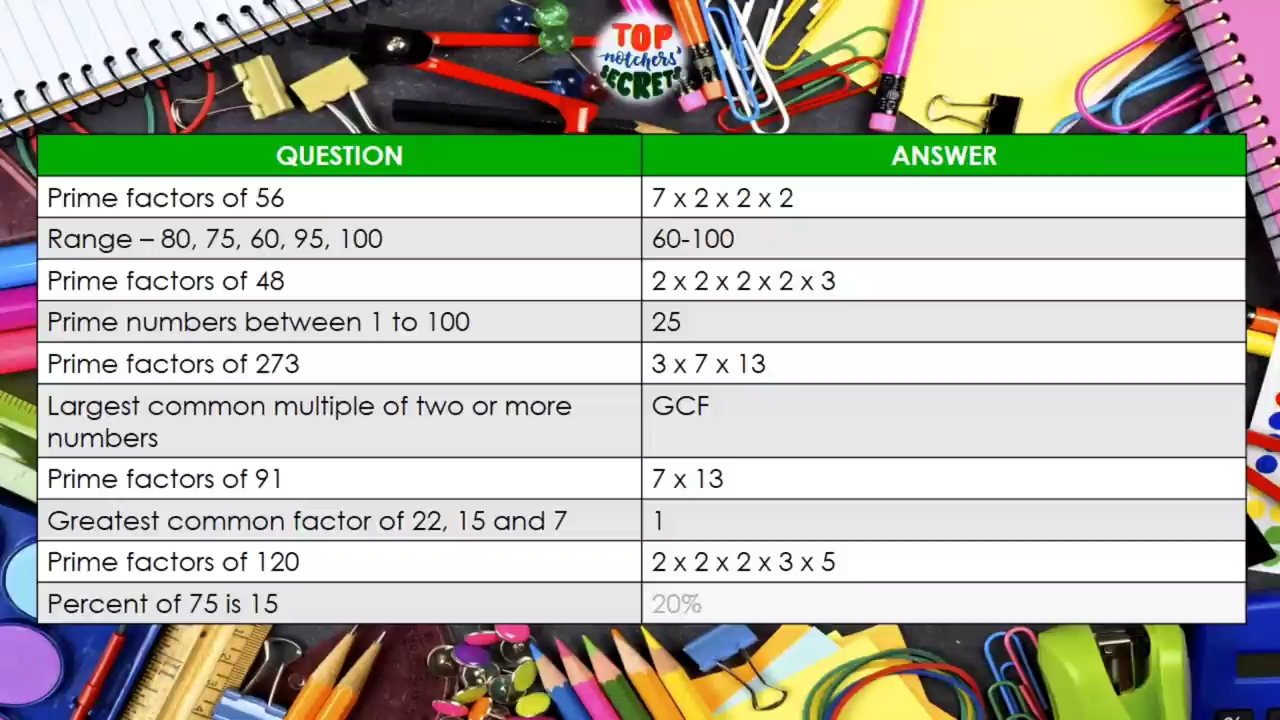 TOP
notchers'
SECRETS
QUESTION
ANSWER
Prime factors of 56
7 x 2 x 2 x 2
Range – 80, 75, 60, 95, 100
60-100
Prime factors of 48
2 x 2 x 2 x 2 x 3
Prime numbers between 1 to 100
25
Prime factors of 273
3 x 7 x 13
Largest common multiple of two or more
numbers
GCF
Prime factors of 91
7 x 13
Greatest common factor of 22, 15 and 7
1
Prime factors of 120
2 x 2 x 2 x 3 x 5
Percent of 75 is 15
20%